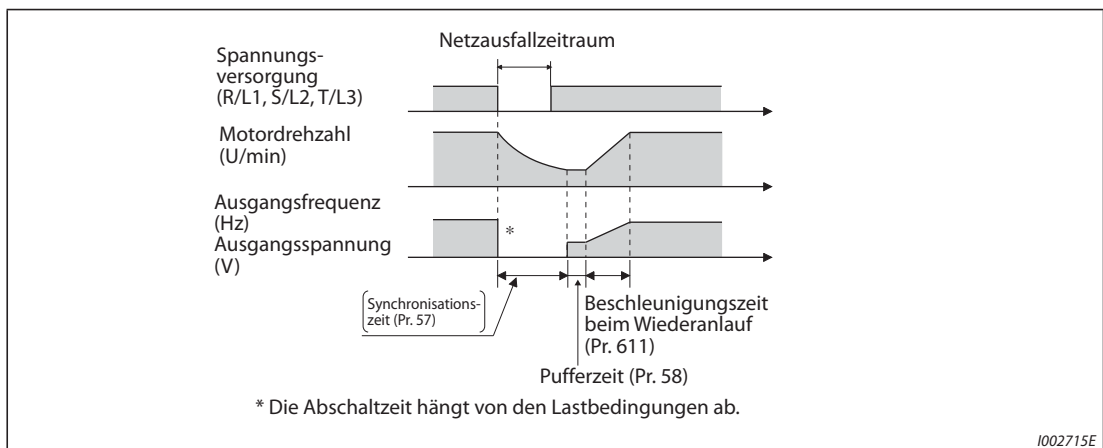 Netzausfallzeitraum
Spannungs-
versorgung
(R/L1, S/L2, T/L3)
Motordrehzahl
(U/min)
Ausgangsfrequenz
(Hz)
*
Ausgangsspannung
(V)
Synchronisations-
zeit (Pr. 57)
Beschleunigungszeit
beim Wiederanlauf
(Pr. 611)
Pufferzeit (Pr. 58)
* Die Abschaltzeit hängt von den Lastbedingungen ab.
I002715E